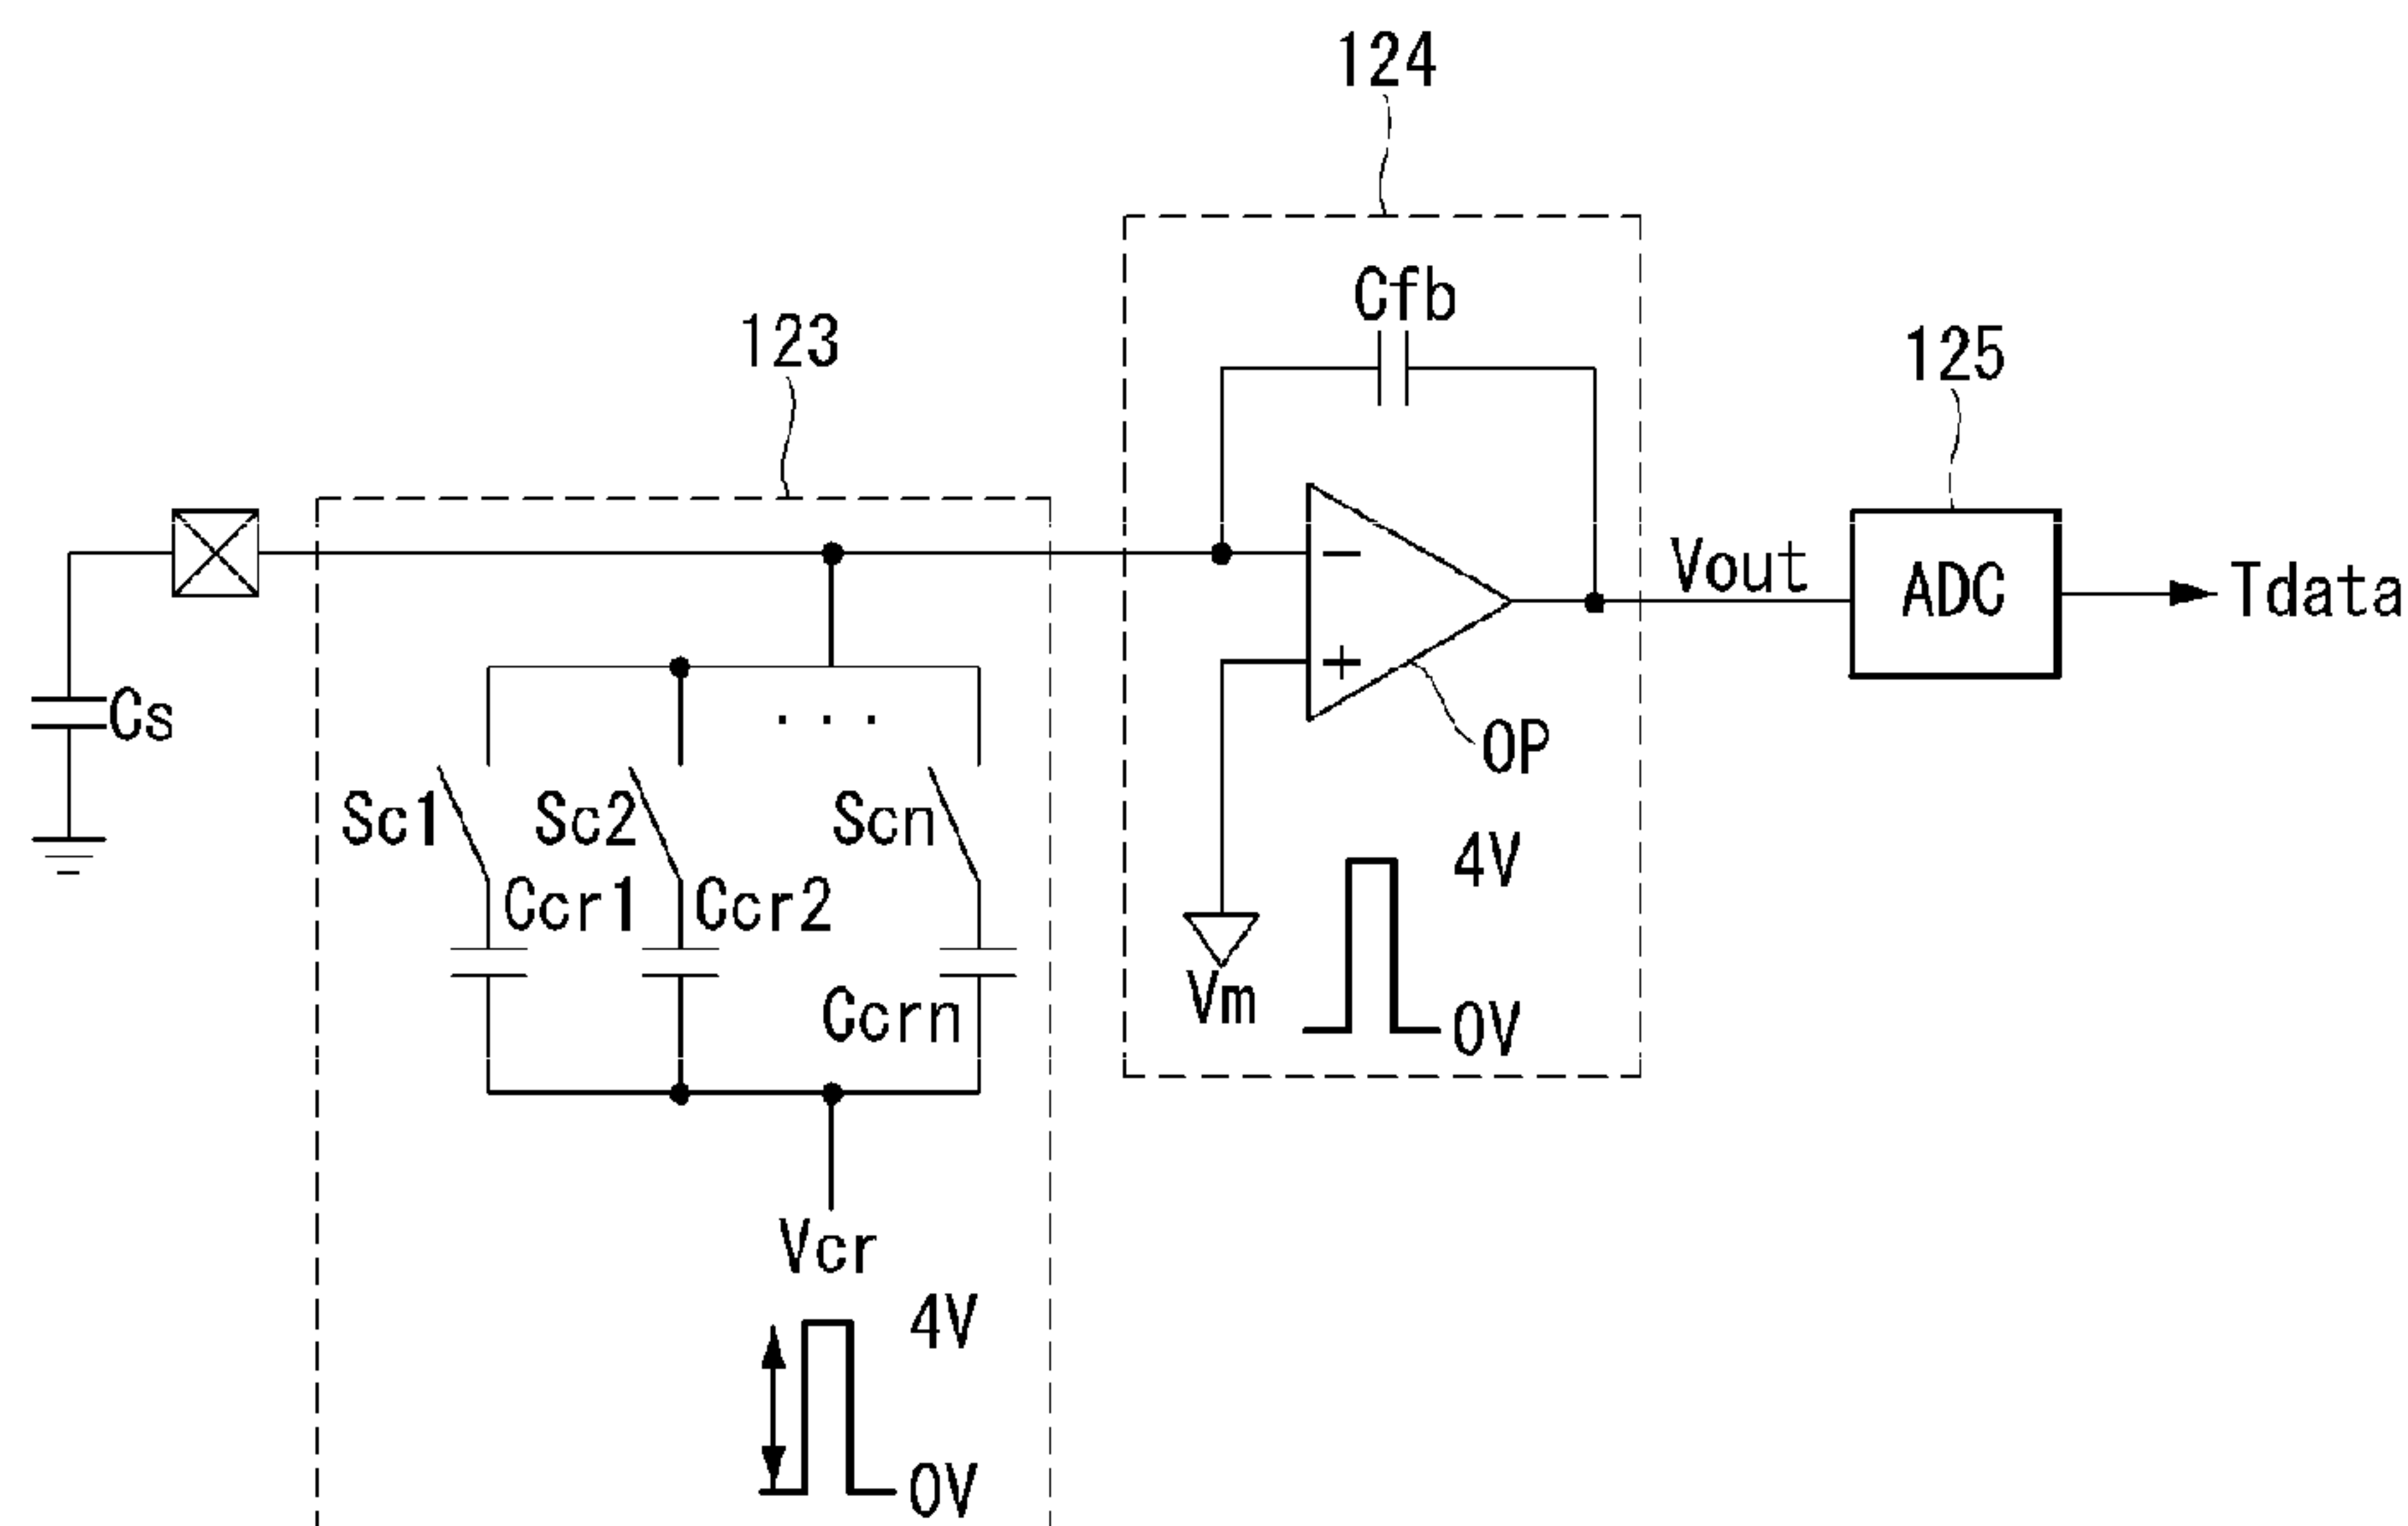 124
Cfb
123
125
Vout
ADC
Tdata
Cs
. . .
OP
Sc1
Sc2
Scn
4V
Ccr1
Ccr2
Vm
Ccrn
0V
Vcr
4V
0V